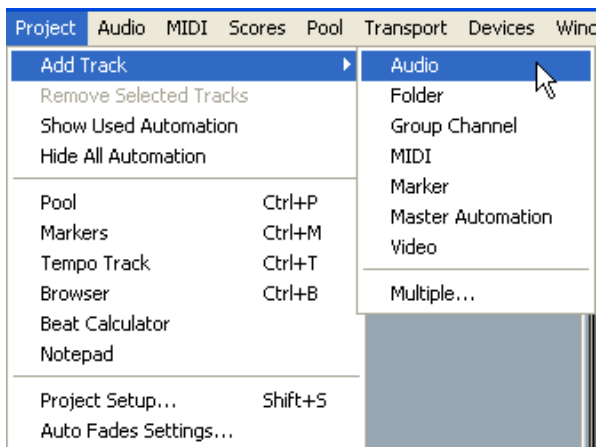 Project Audio MIDI Scores Pool Transport Devices Winc
Add Track
Remove Selected Tracks
Show Used Automation
Hide All Automation
Pool Ctrl+P
Markers Ctrl+M
Tempo Track Ctrl+T
Browser Ctrl+B
Beat Calculator
Notepad
Project Setup... Shift+S
Auto Fades Settings...
Audio
Folder
Group Channel
MIDI
Marker
Master Automation
Video
Multiple...